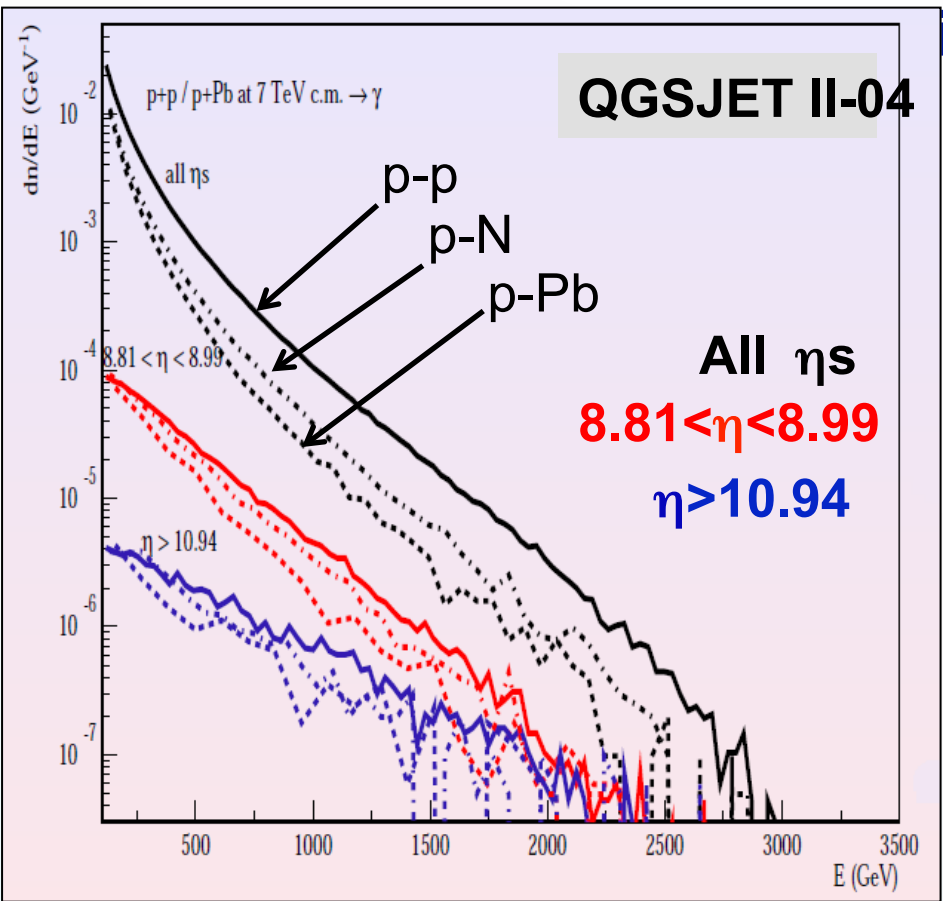 dn/dE (GeV⁻¹)
p+p / p+Pb at 7 TeV c.m. → γ
QGSJET II-04
all ηs
p-p
p-N
p-Pb
8.81 < η < 8.99
All ηs
8.81<η<8.99
η>10.94
η > 10.94
10⁻²
10⁻³
10⁻⁴
10⁻⁵
10⁻⁶
10⁻⁷
500 1000 1500 2000 2500 3000 3500
E (GeV)